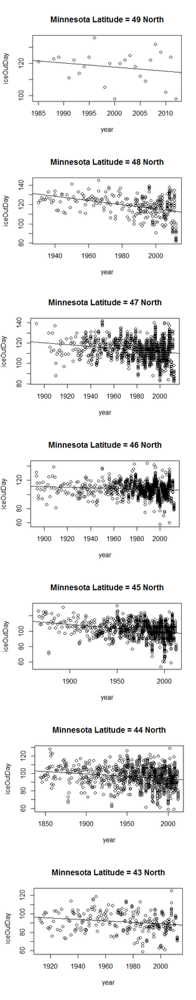 Minnesota Latitude = 49 North
iceOutDay
100 120
1985 1990 1995 2000 2005 2010
year
Minnesota Latitude = 48 North
iceOutDay
80 100 120 140
1940 1960 1980 2000
year
Minnesota Latitude = 47 North
iceOutDay
80 100 120 140
1900 1920 1940 1960 1980 2000
year
Minnesota Latitude = 46 North
iceOutDay
60 80 120
1900 1920 1940 1960 1980 2000
year
Minnesota Latitude = 45 North
iceOutDay
60 80 100
1900 1950 2000
year
Minnesota Latitude = 44 North
iceOutDay
60 80 100 120
1850 1900 1950 2000
year
Minnesota Latitude = 43 North
iceOutDay
60 80 100 120
1920 1940 1960 1980 2000
year